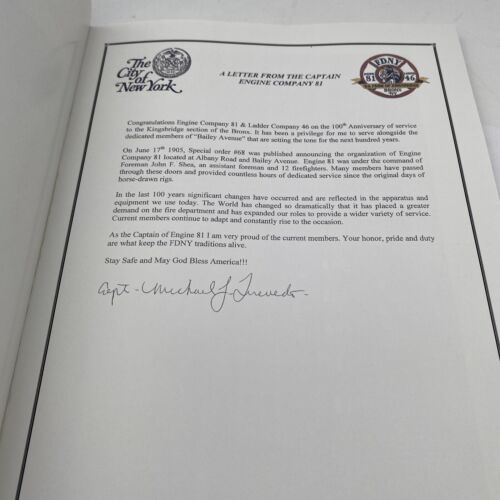 The
City
of
New York
A LETTER FROM THE CAPTAIN
ENGINE COMPANY 81
FDNY
81 46
BRONX
NY
Congratulations Engine Company 81 & Ladder Company 46 on the 100th Anniversary of service
to the Kingsbridge section of the Bronx. It has been a privilege for me to serve alongside the
dedicated members of "Bailey Avenue" that are setting the tone for the next hundred years.
On June 17th 1905, Special order #68 was published announcing the organization of Engine
Company 81 located at Albany Road and Bailey Avenue. Engine 81 was under the command of
Foreman John F. Shea, an assistant foreman and 12 firefighters. Many members have passed
through these doors and provided countless hours of dedicated service since the original days of
horse-drawn rigs.
In the last 100 years significant changes have occurred and are reflected in the apparatus and
equipment we use today. The World has changed so dramatically that it has placed a greater
demand on the fire department and has expanded our roles to provide a wider variety of service.
Current members continue to adapt and constantly rise to the occasion.
As the Captain of Engine 81 I am very proud of the current members. Your honor, pride and duty
are what keep the FDNY traditions alive.
Stay Safe and May God Bless America!!!
Capt - Michael J.